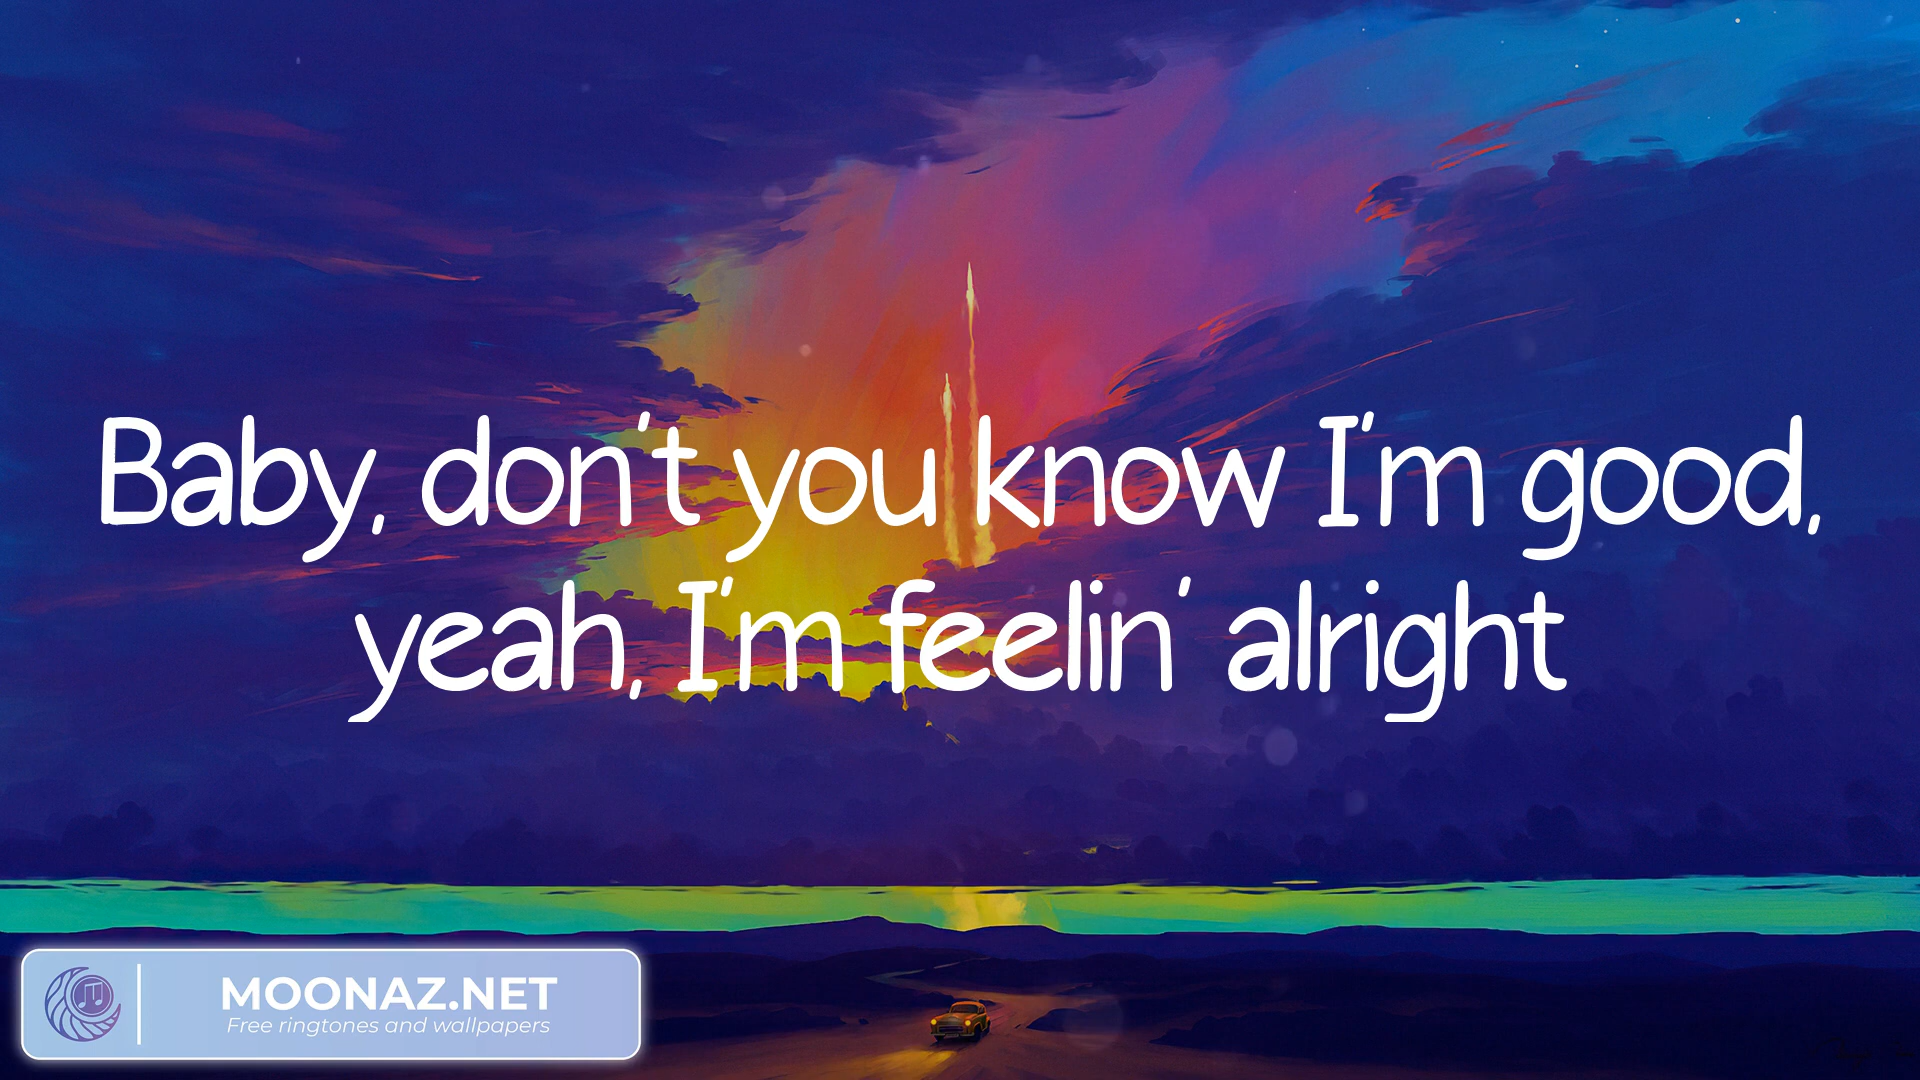 Baby, don't you know I'm good,
yeah, I'm feelin' alright
MOONAZ.NET
Free ringtones and wallpapers